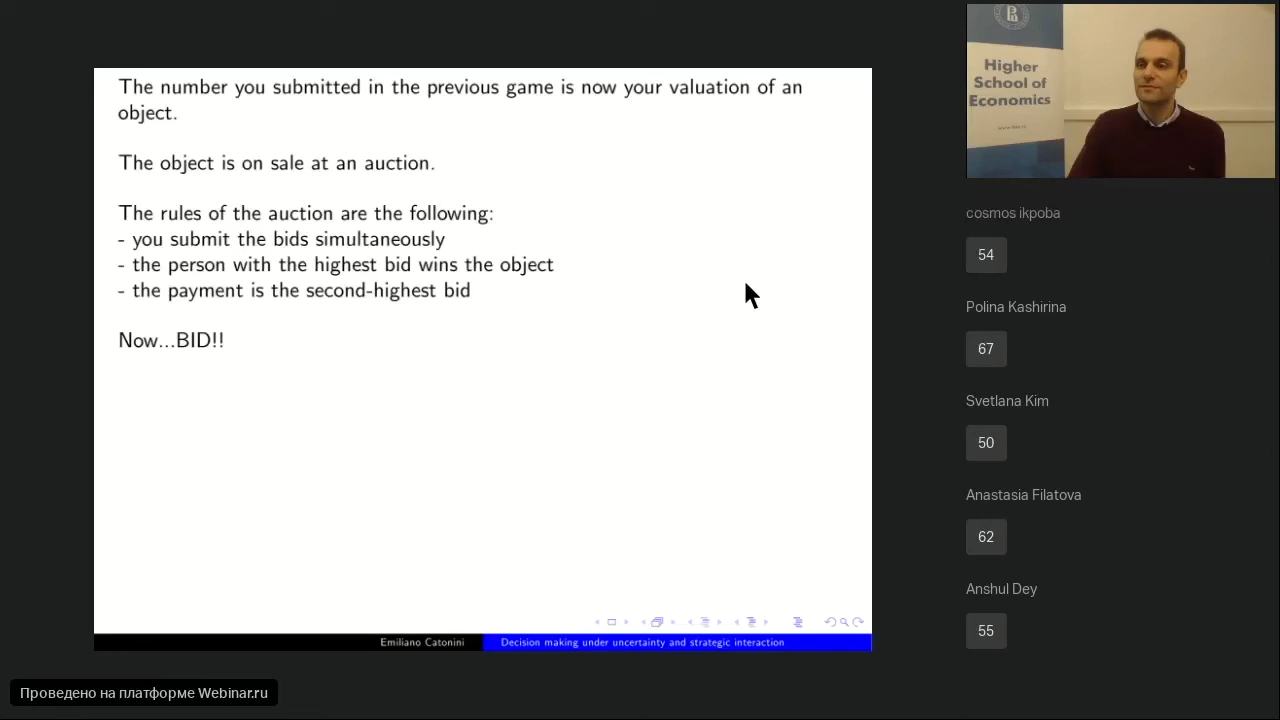 The number you submitted in the previous game is now your valuation of an
object.
The object is on sale at an auction.
The rules of the auction are the following:
- you submit the bids simultaneously
- the person with the highest bid wins the object
- the payment is the second-highest bid
Now...BID!!
Emiliano Catonini
Decision making under uncertainty and strategic interaction
Higher
School of
Economics
cosmos ikpoba
54
Polina Kashirina
67
Svetlana Kim
50
Anastasia Filatova
62
Anshul Dey
55
Проведено на платформе Webinar.ru